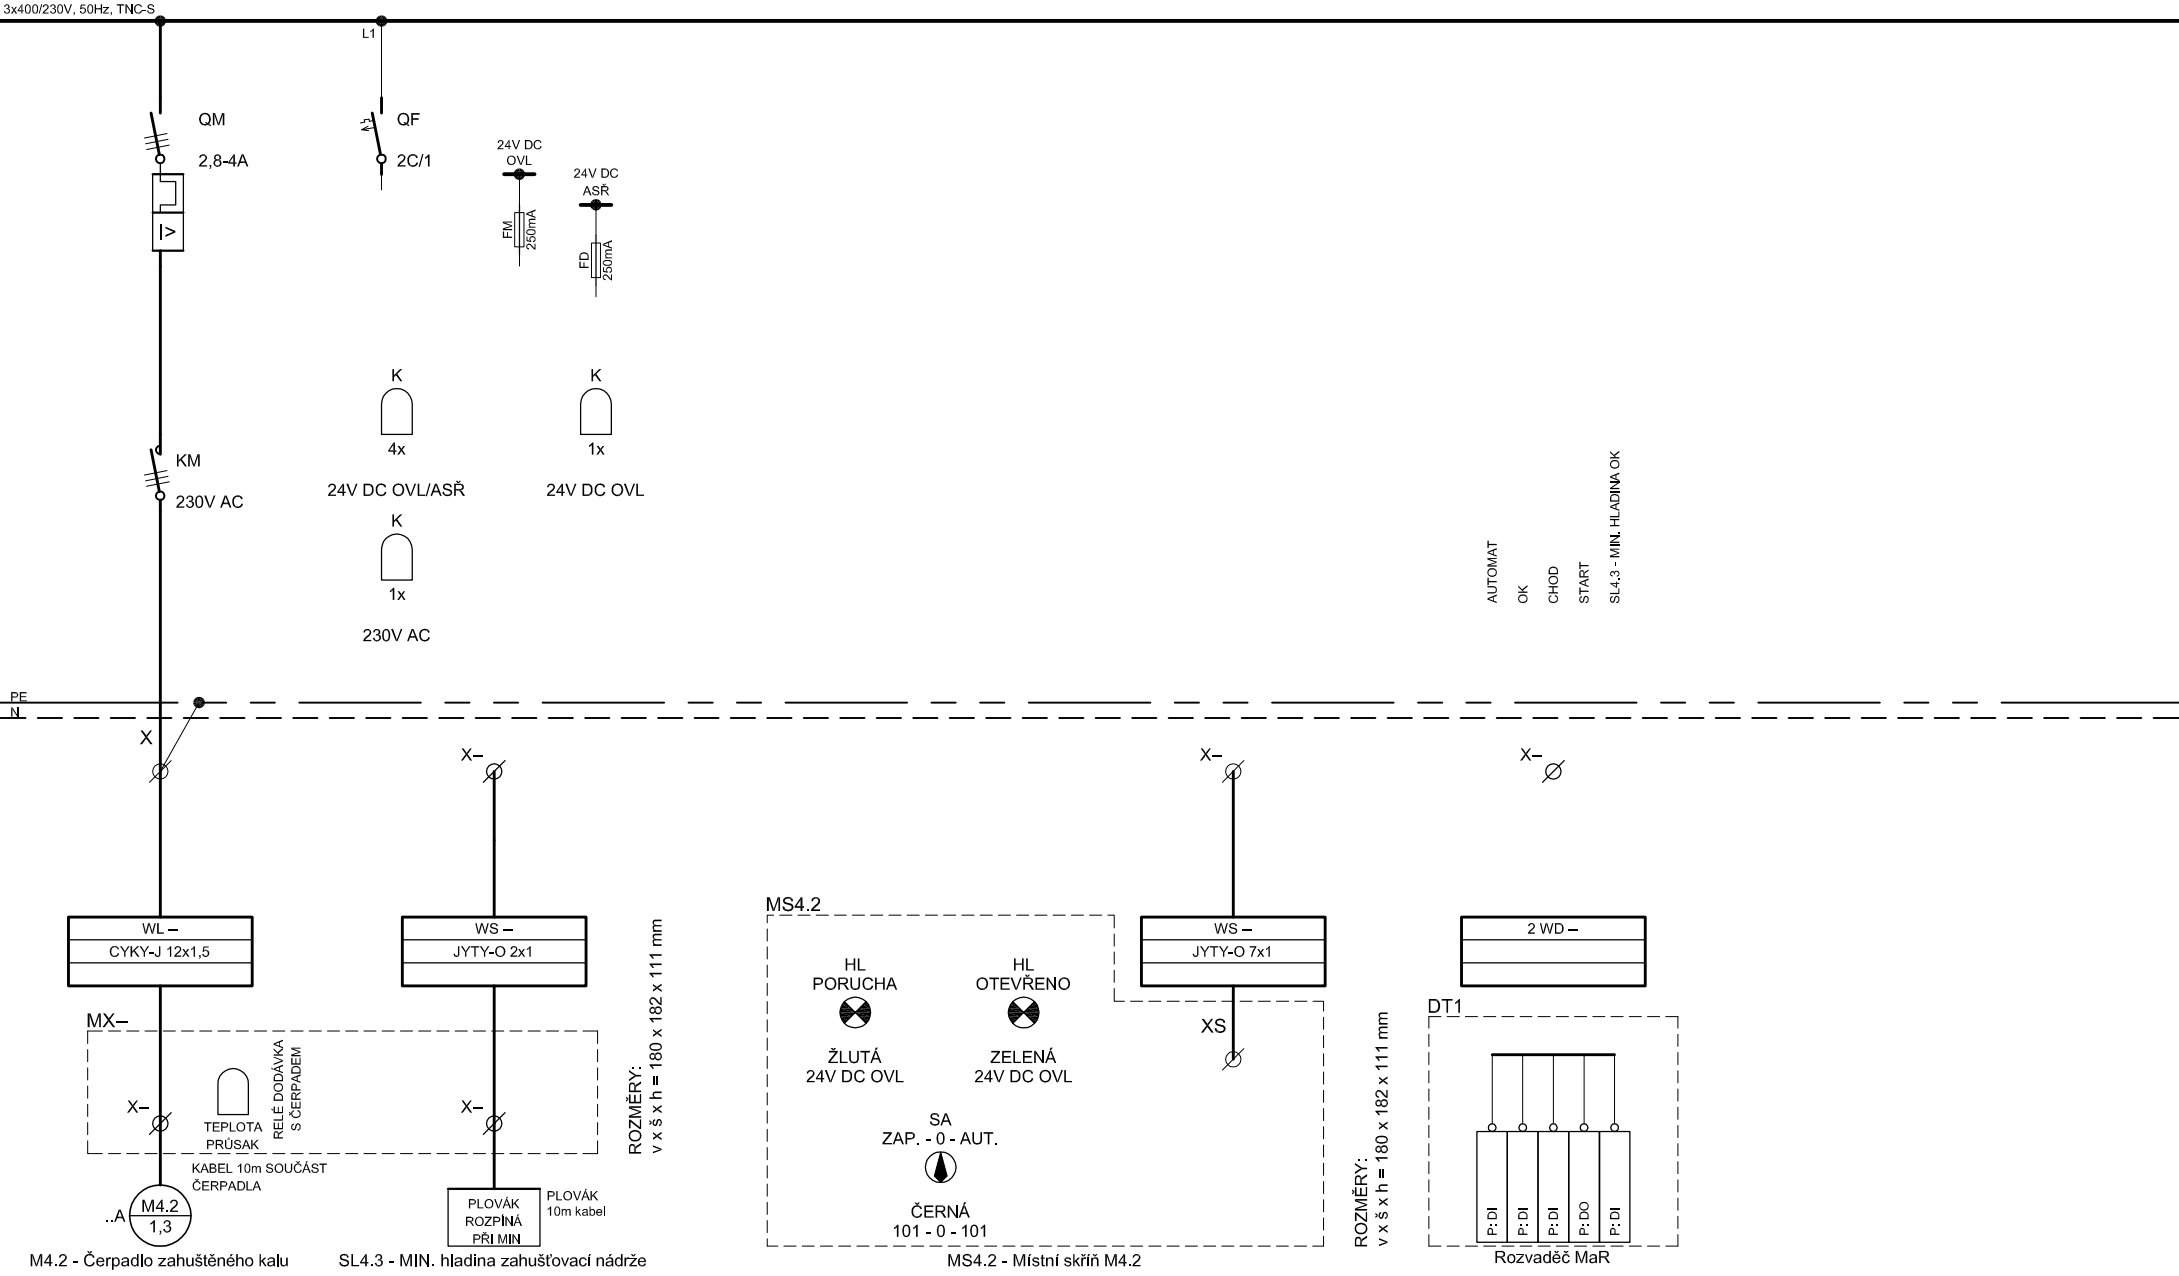 3x400/230V, 50Hz, TNC-S
L1
QM
2,8-4A
I>
QF
2C/1
24V DC
OVL
FM
250mA
24V DC
ASŘ
FD
250mA
K
4x
24V DC OVL/ASŘ
K
1x
24V DC OVL
K
1x
230V AC
KM
230V AC
AUTOMAT
OK
CHOD
START
SL4.3 - MIN. HLADINA OK
PE
N
X
X–
X–
X–
WL –
CYKY-J 12x1,5
WS –
JYTY-O 2x1
WS –
JYTY-O 7x1
2 WD –
MX–
X–
TEPLOTA
PRŮSAK
RELÉ DODÁVKA
S ČERPADEM
X–
KABEL 10m SOUČÁST
ČERPADLA
..A
M4.2
1,3
PLOVÁK
ROZPÍNÁ
PŘI MIN
PLOVÁK
10m kabel
ROZMĚRY:
v x š x h = 180 x 182 x 111 mm
MS4.2
HL
PORUCHA
ŽLUTÁ
24V DC OVL
HL
OTEVŘENO
ZELENÁ
24V DC OVL
XS
SA
ZAP. - 0 - AUT.
ČERNÁ
101 - 0 - 101
ROZMĚRY:
v x š x h = 180 x 182 x 111 mm
DT1
P: DI
P: DI
P: DI
P: DO
P: DI
M4.2 - Čerpadlo zahuštěného kalu
SL4.3 - MIN. hladina zahušťovací nádrže
MS4.2 - Místní skříň M4.2
Rozvaděč MaR